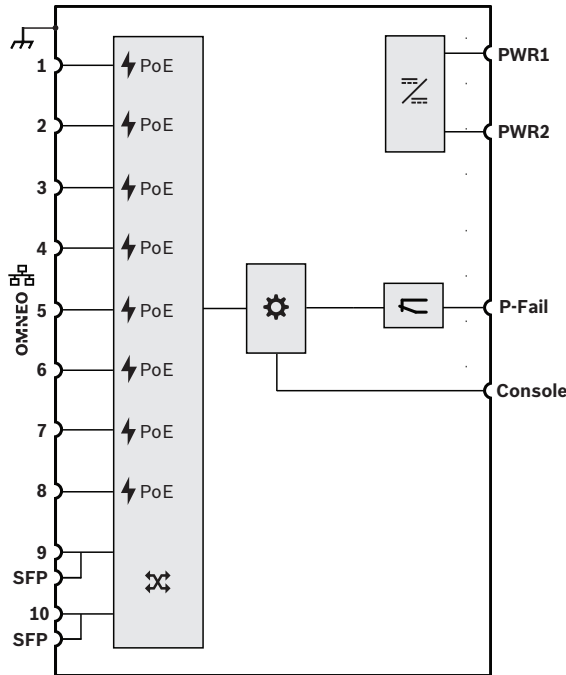 1 PoE
2 PoE
3 PoE
4 PoE
5 PoE
6 PoE
7 PoE
8 PoE
9
SFP
10
SFP
OMNEO
PWR1
PWR2
P-Fail
Console